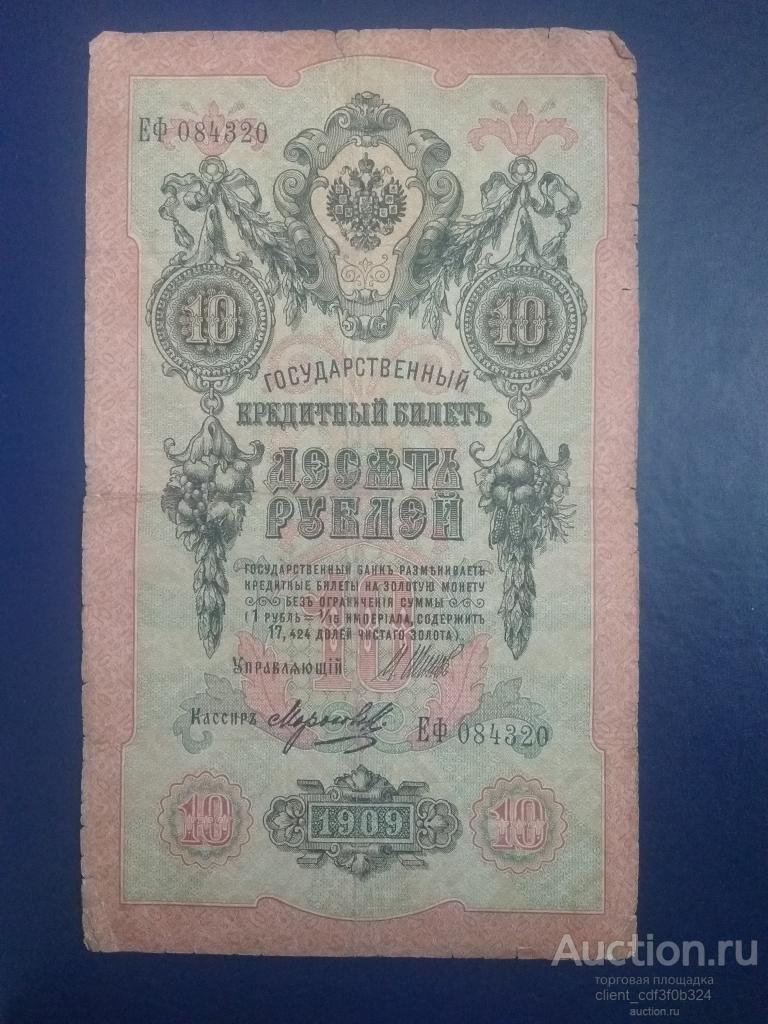 ЕФ 084320
10 10
ГОСУДАРСТВЕННЫЙ
КРЕДИТНЫЙ БИЛЕТЪ
ДЕСЯТЬ
РУБЛЕЙ
ГОСУДАРСТВЕННЫЙ БАНКЪ РАЗМѢНИВАЕТЪ
КРЕДИТНЫЕ БИЛЕТЫ НА ЗОЛОТУЮ МОНЕТУ
БЕЗЪ ОГРАНИЧЕНІЯ СУММЫ
(1 РУБЛЬ = 1/15 ИМПЕРІАЛА, СОДЕРЖИТЪ
17,424 ДОЛЕЙ ЧИСТАГО ЗОЛОТА).
10
УПРАВЛЯЮЩІЙ
КАССИРЪ
ЕФ 084320
10 1909 10
Auction.ru
торговая площадка
client_cdf3f0b324
auction.ru